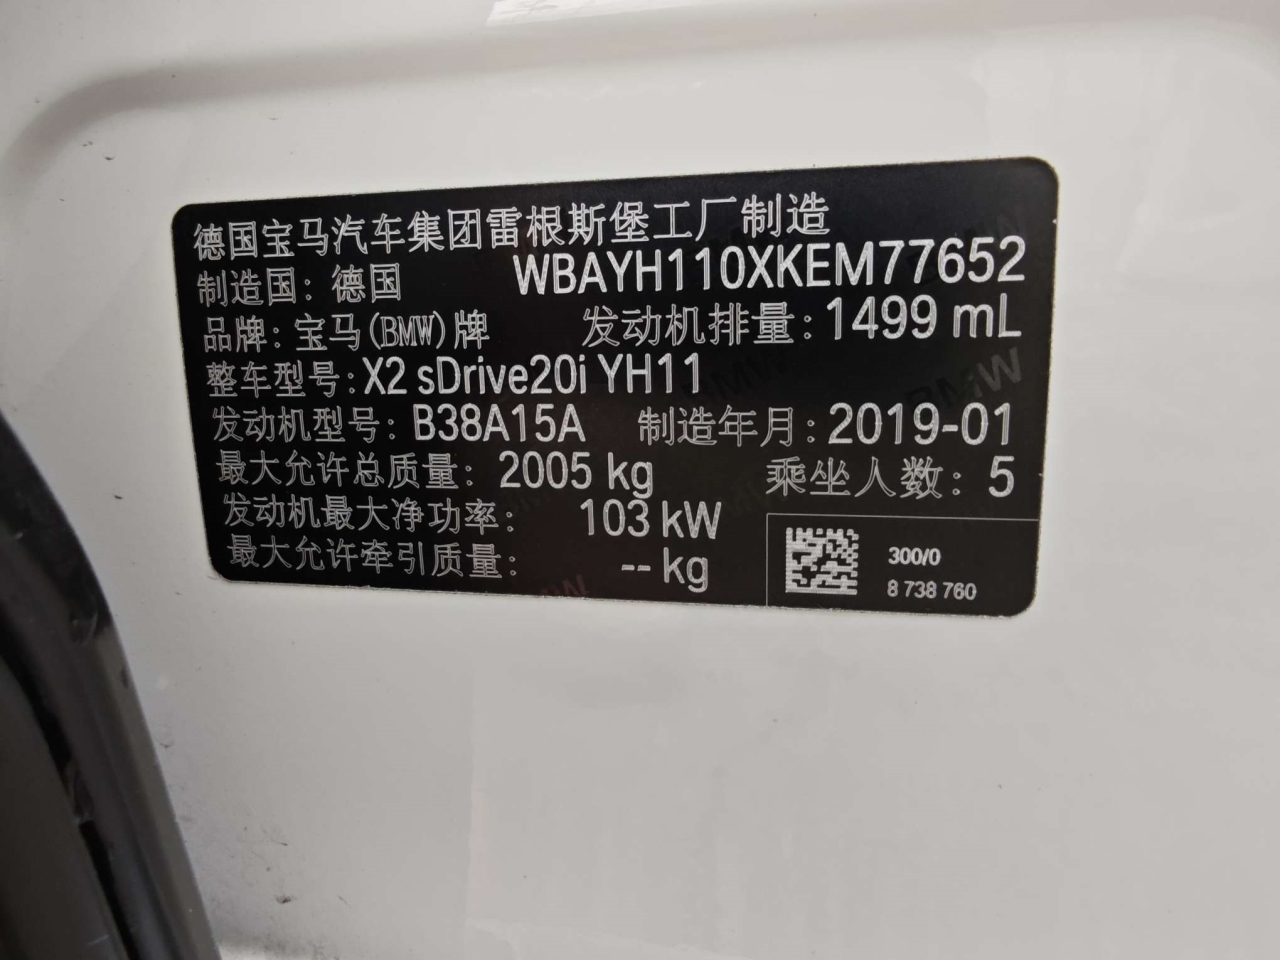 德国宝马汽车集团雷根斯堡工厂制造
制造国: 德国 WBAYH110XKEM77652
品牌: 宝马(BMW)牌 发动机排量: 1499 mL
整车型号: X2 sDrive20i YH11
发动机型号: B38A15A 制造年月: 2019-01
最大允许总质量: 2005 kg 乘坐人数: 5
发动机最大净功率: 103 kW
最大允许牵引质量: -- kg
300/0
8 738 760